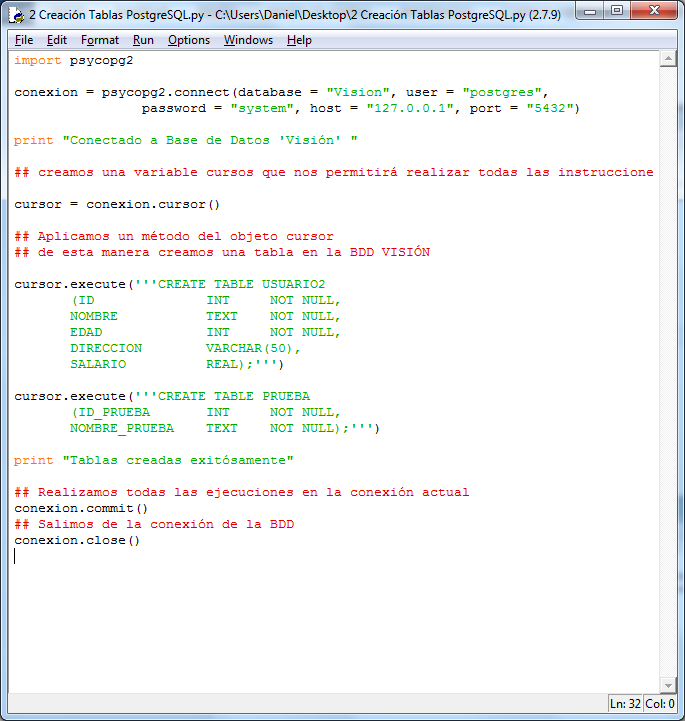 2 Creación Tablas PostgreSQL.py - C:\Users\Daniel\Desktop\2 Creación Tablas PostgreSQL.py (2.7.9)
File Edit Format Run Options Windows Help
import psycopg2
conexion = psycopg2.connect(database = "Vision", user = "postgres",
password = "system", host = "127.0.0.1", port = "5432")
print "Conectado a Base de Datos 'Visión' "
## creamos una variable cursos que nos permitirá realizar todas las instruccione
cursor = conexion.cursor()
## Aplicamos un método del objeto cursor
## de esta manera creamos una tabla en la BDD VISIÓN
cursor.execute('''CREATE TABLE USUARIO2
(ID INT NOT NULL,
NOMBRE TEXT NOT NULL,
EDAD INT NOT NULL,
DIRECCION VARCHAR(50),
SALARIO REAL);''')
cursor.execute('''CREATE TABLE PRUEBA
(ID_PRUEBA INT NOT NULL,
NOMBRE_PRUEBA TEXT NOT NULL);''')
print "Tablas creadas exitósamente"
## Realizamos todas las ejecuciones en la conexión actual
conexion.commit()
## Salimos de la conexión de la BDD
conexion.close()
Ln: 32 Col: 0